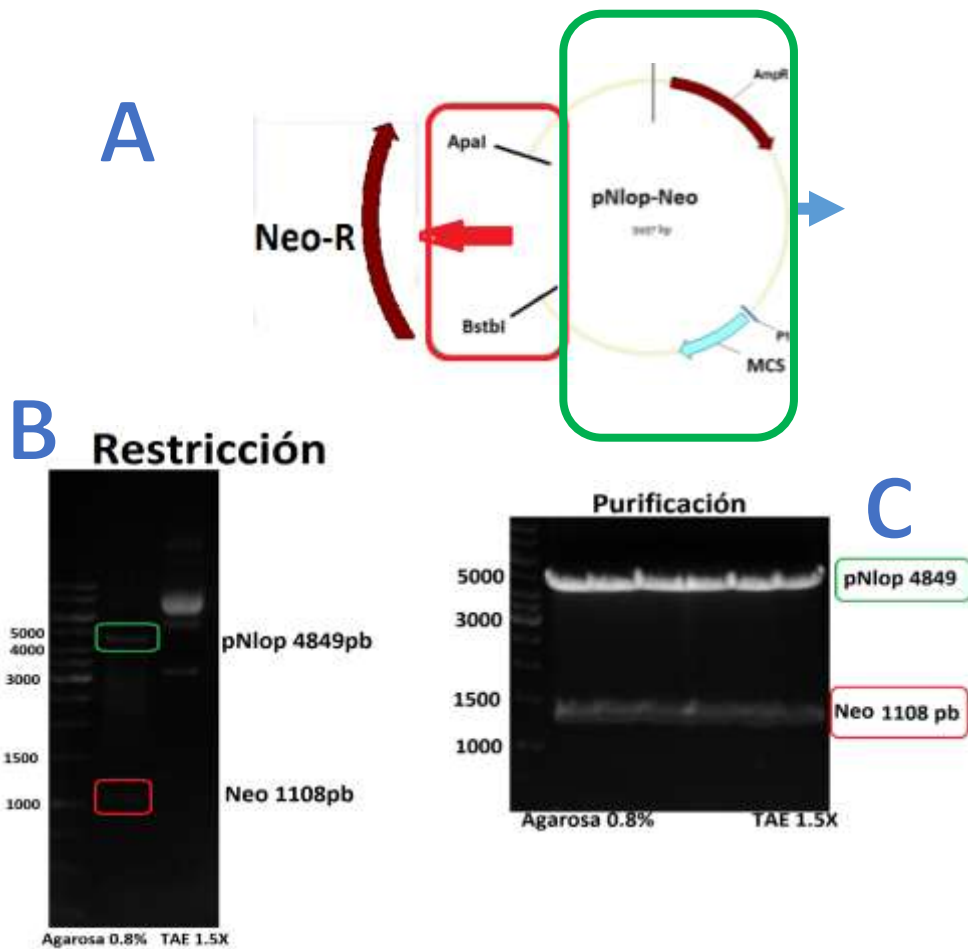 A
AmpR
ApaI
pNlop-Neo
Neo-R
BstbI
MCS
B
Restricción
5000
4000
3000
1500
1000
pNlop 4849pb
Neo 1108pb
Agarosa 0.8% TAE 1.5X
C
Purificación
5000
3000
1500
1000
pNlop 4849
Neo 1108 pb
Agarosa 0.8% TAE 1.5X